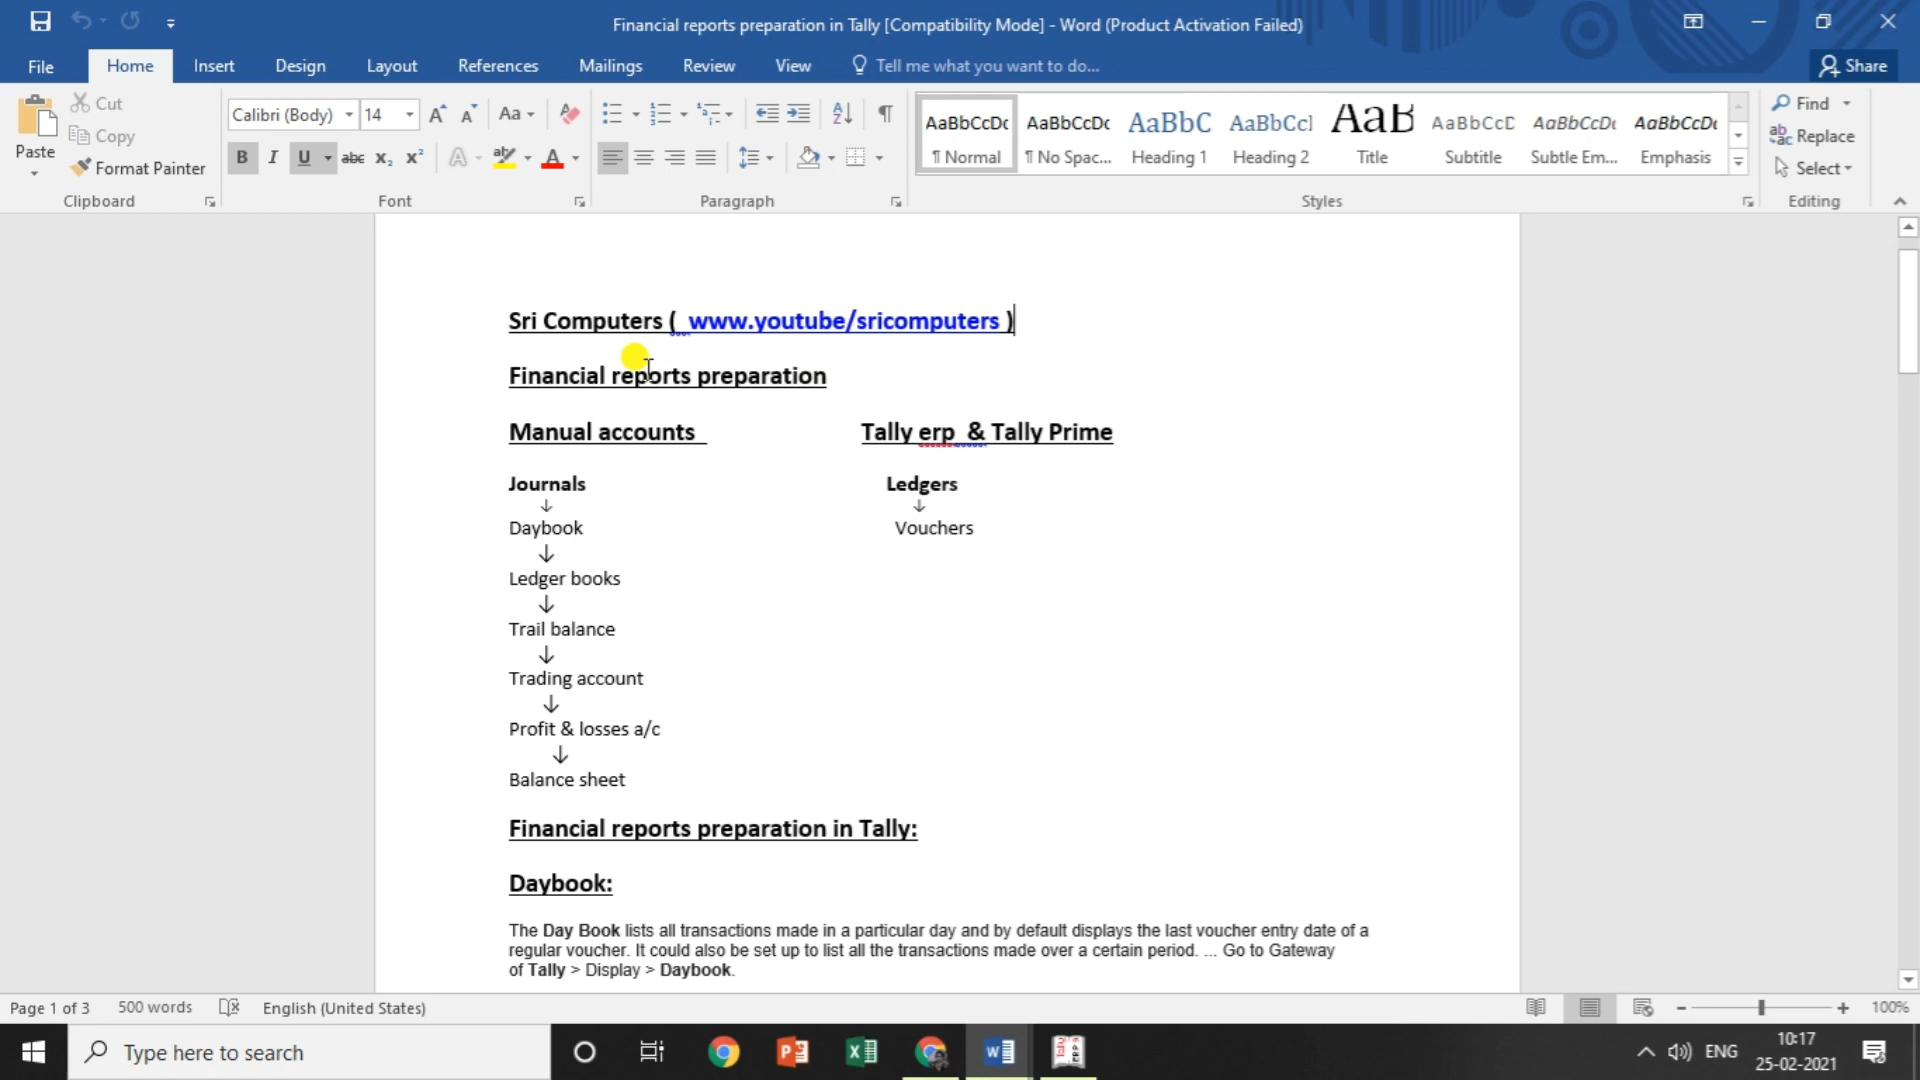 Financial reports preparation in Tally [Compatibility Mode] - Word (Product Activation Failed)
File Home Insert Design Layout References Mailings Review View Tell me what you want to do... Share
Paste Cut Copy Format Painter
Calibri (Body) 14 Aa
B I U abc x₂ x² A A
AaBbCcDc AaBbCcDc AaBbC AaBbCcl AaB AaBbCcD AaBbCcDc AaBbCcDc
¶ Normal ¶ No Spac... Heading 1 Heading 2 Title Subtitle Subtle Em... Emphasis
Find Replace Select
Clipboard Font Paragraph Styles Editing
Sri Computers ( www.youtube/sricomputers )
Financial reports preparation
Manual accounts Tally erp & Tally Prime
Journals Ledgers
↓ ↓
Daybook Vouchers
↓
Ledger books
↓
Trail balance
↓
Trading account
↓
Profit & losses a/c
↓
Balance sheet
Financial reports preparation in Tally:
Daybook:
The Day Book lists all transactions made in a particular day and by default displays the last voucher entry date of a
regular voucher. It could also be set up to list all the transactions made over a certain period. ... Go to Gateway
of Tally > Display > Daybook.
Page 1 of 3 500 words English (United States) 100%
Type here to search ENG 10:17
25-02-2021